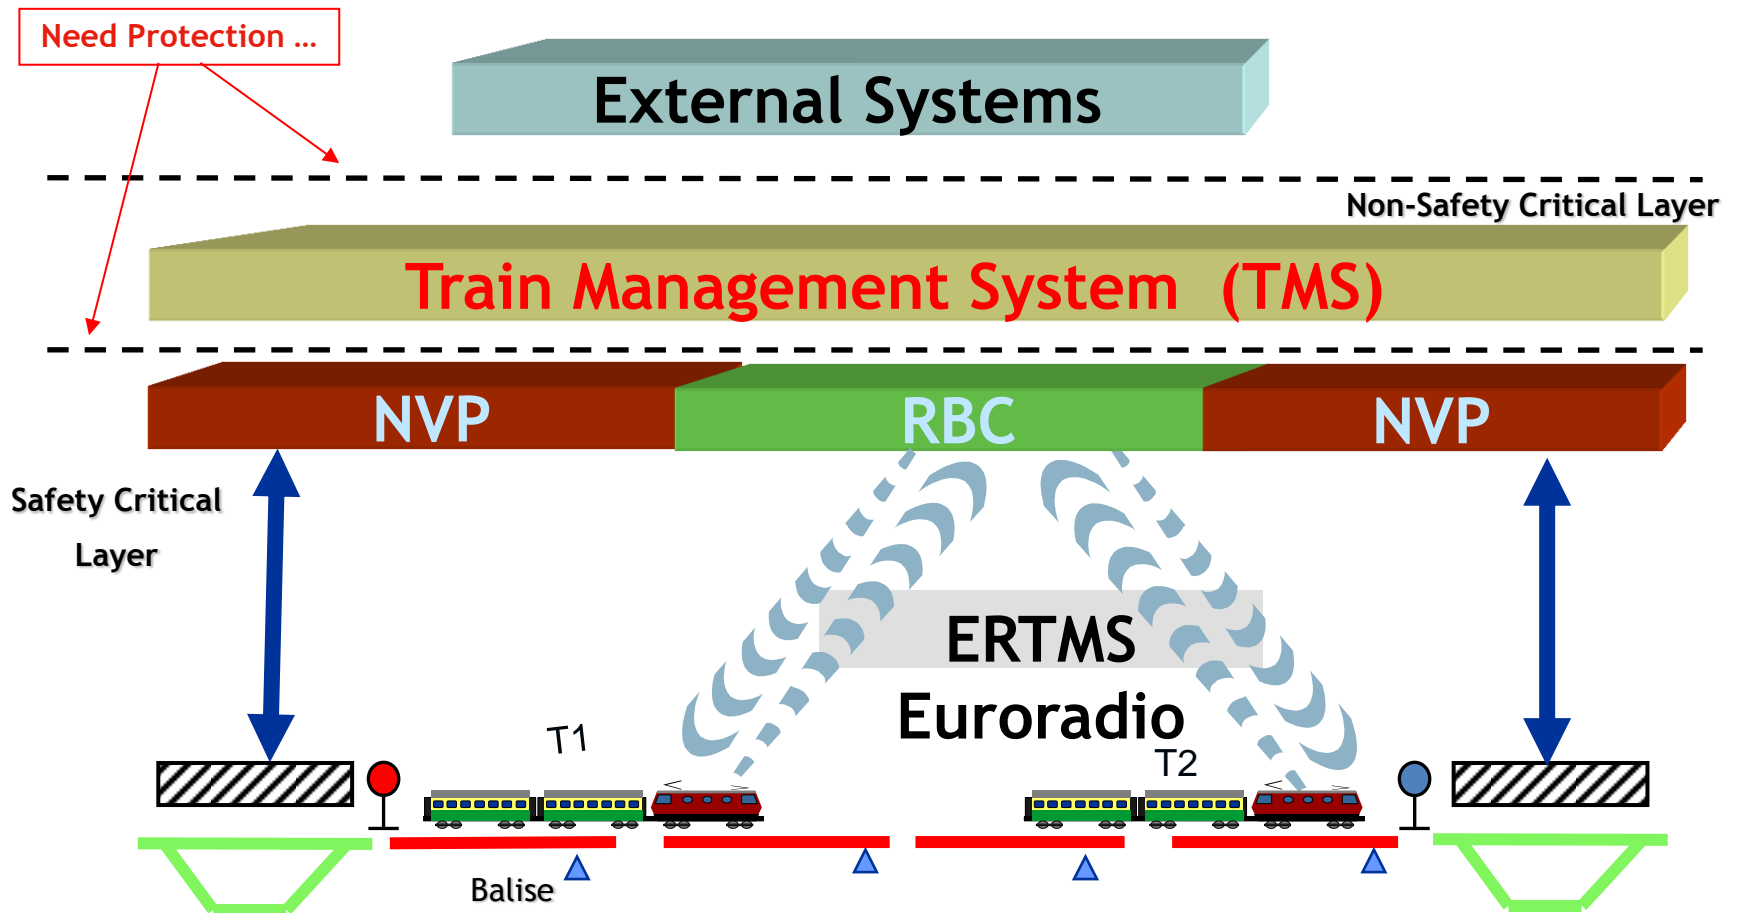 Need Protection ...
External Systems
Non-Safety Critical Layer
Train Management System (TMS)
NVP
RBC
NVP
Safety Critical
Layer
ERTMS
Euroradio
T1
T2
Balise